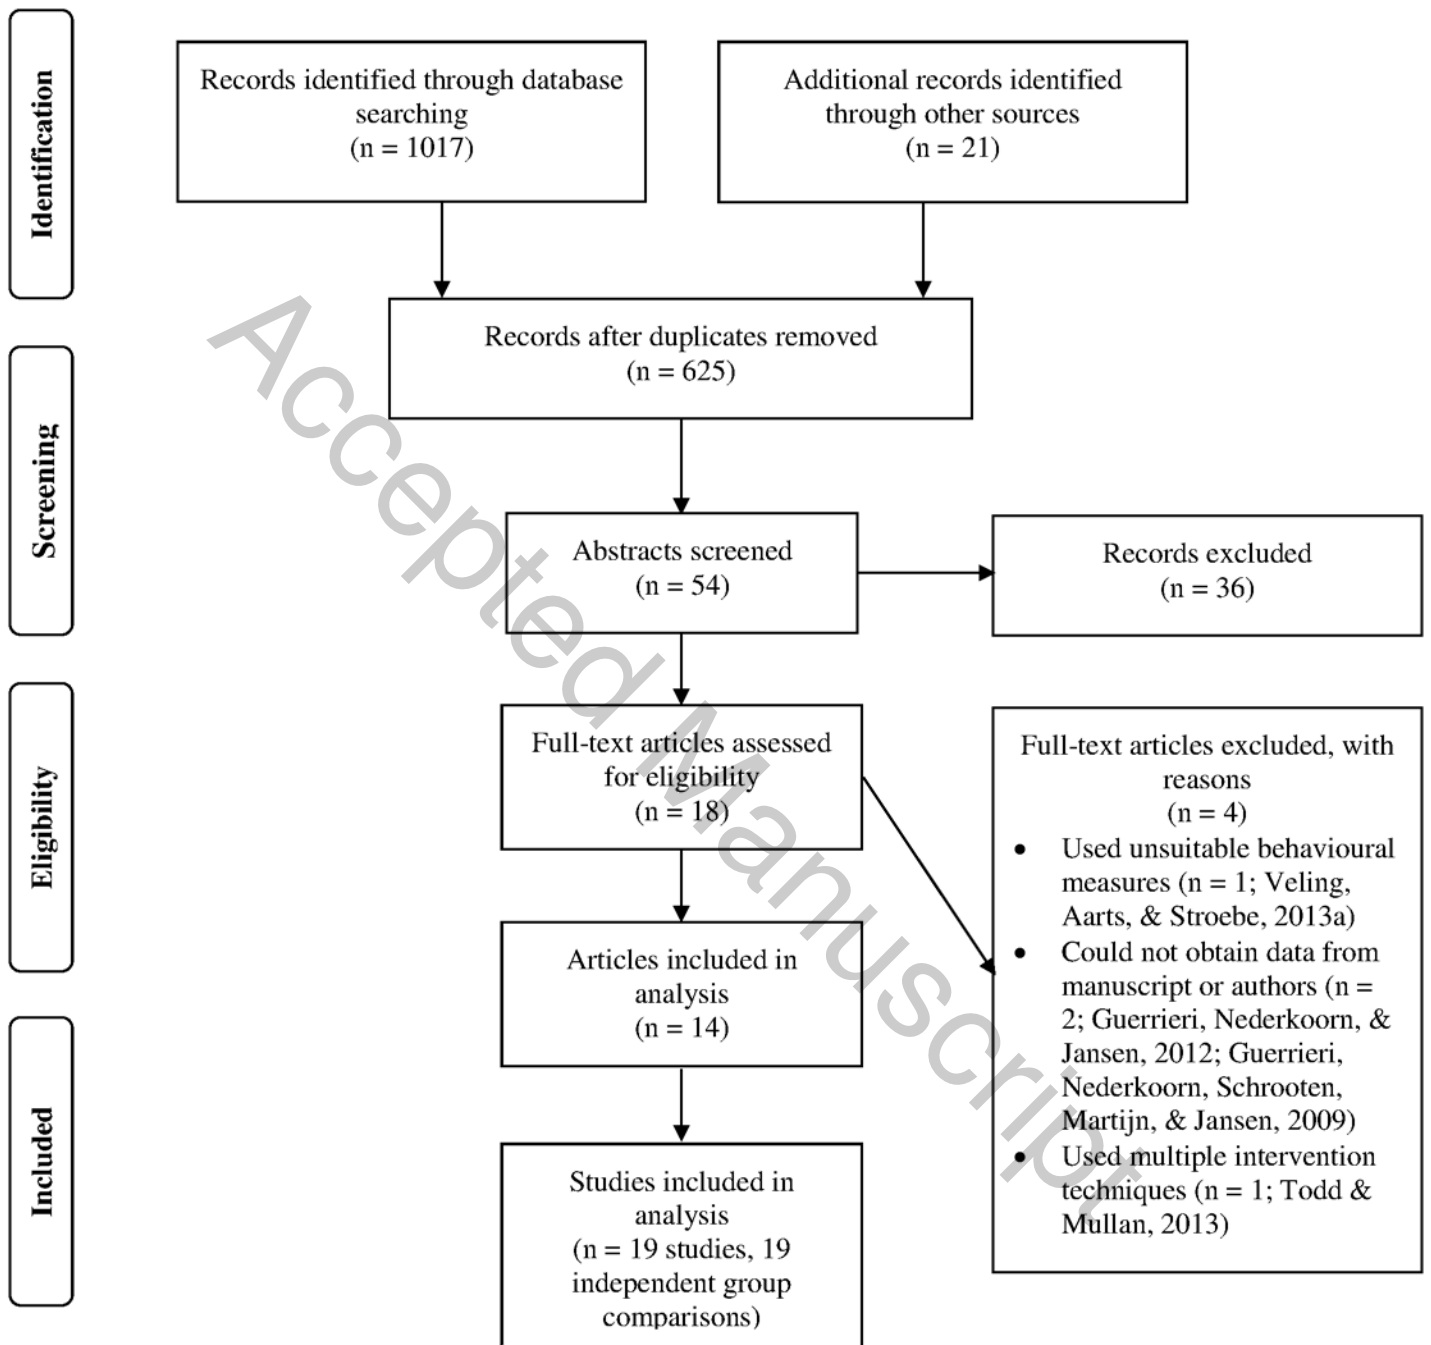 Identification
Records identified through database
searching
(n = 1017)
Additional records identified
through other sources
(n = 21)
Records after duplicates removed
(n = 625)
Screening
Abstracts screened
(n = 54)
Records excluded
(n = 36)
Eligibility
Full-text articles assessed
for eligibility
(n = 18)
Full-text articles excluded, with
reasons
(n = 4)
• Used unsuitable behavioural
measures (n = 1; Veling,
Aarts, & Stroebe, 2013a)
• Could not obtain data from
manuscript or authors (n =
2; Guerrieri, Nederkoorn, &
Jansen, 2012; Guerrieri,
Nederkoorn, Schrooten,
Martijn, & Jansen, 2009)
• Used multiple intervention
techniques (n = 1; Todd &
Mullan, 2013)
Articles included in
analysis
(n = 14)
Included
Studies included in
analysis
(n = 19 studies, 19
independent group
comparisons)
Accepted Manuscript